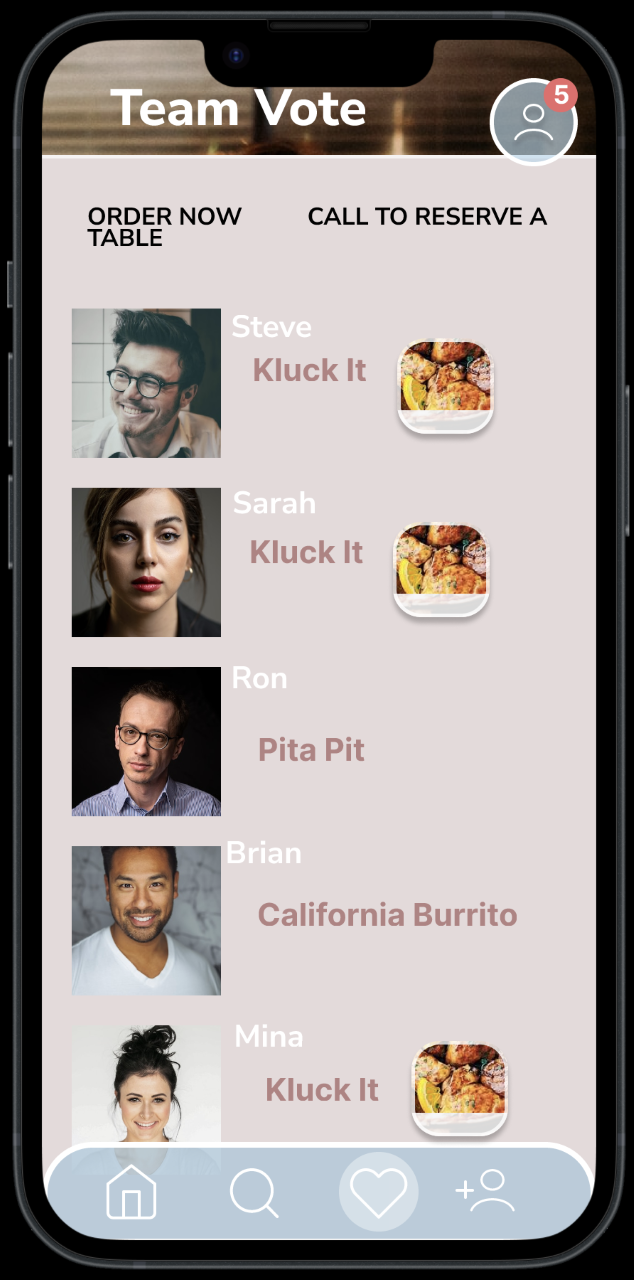 Team Vote
5
ORDER NOW CALL TO RESERVE A
TABLE
Steve
Kluck It
Sarah
Kluck It
Ron
Pita Pit
Brian
California Burrito
Mina
Kluck It